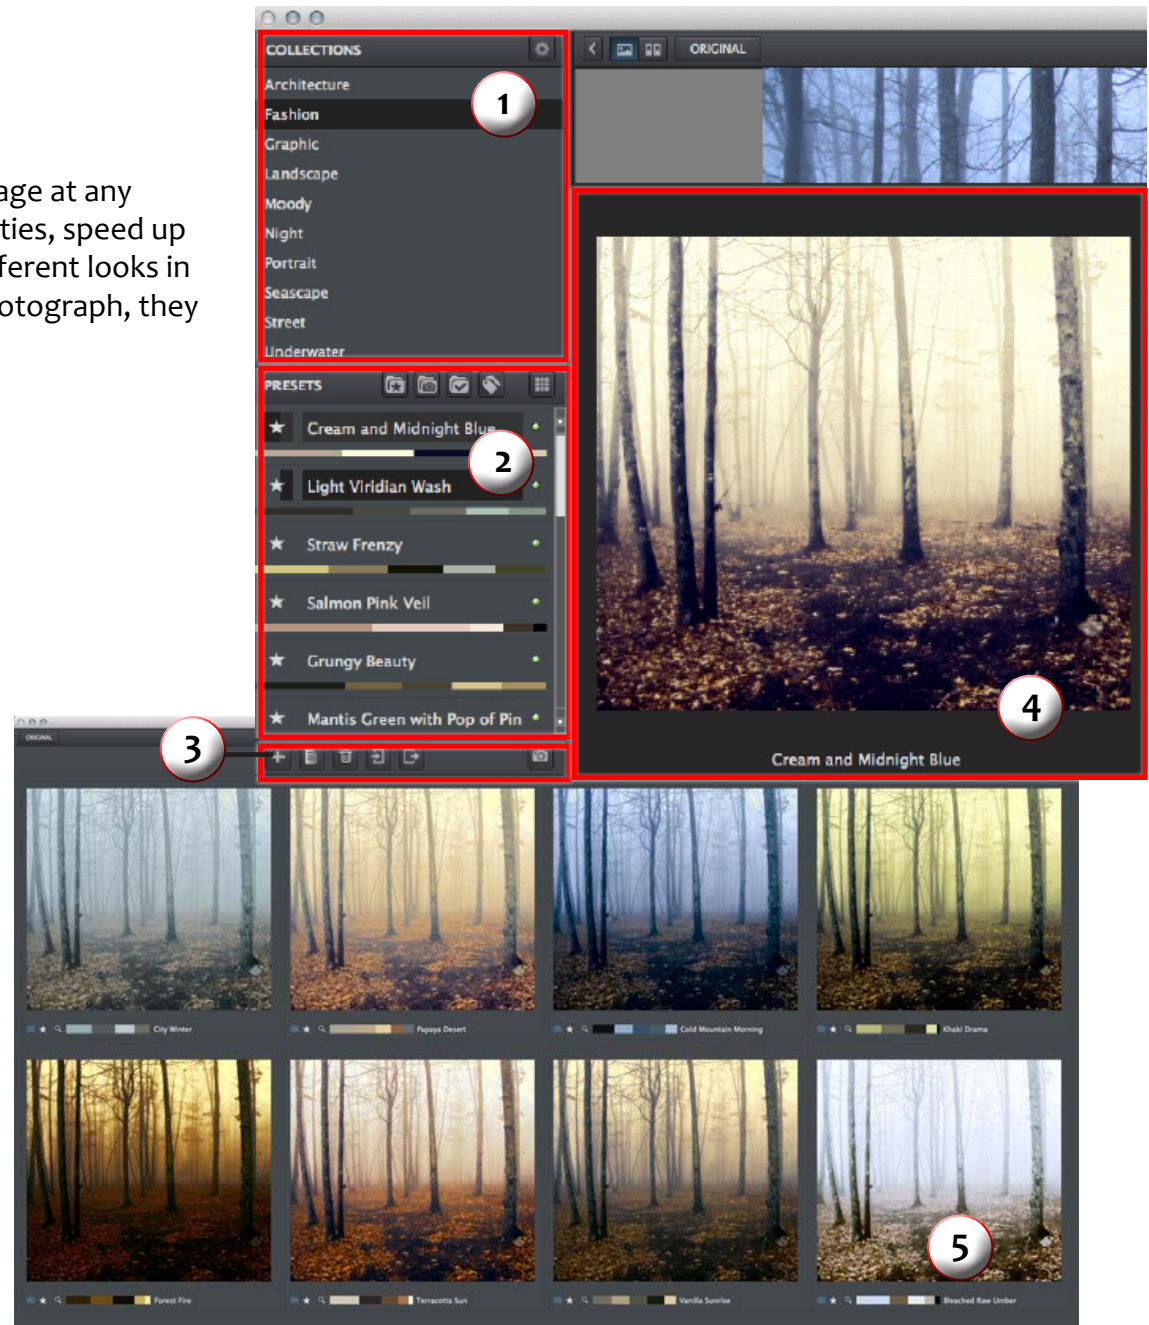 COLLECTIONS
ORIGINAL
Architecture
1
Fashion
Graphic
Landscape
Moody
Night
Portrait
Seascape
Street
Underwater
age at any
ties, speed up
ferent looks in
otograph, they
PRESETS
Cream and Midnight Blue
2
Light Viridian Wash
Straw Frenzy
Salmon Pink Veil
Grungy Beauty
Mantis Green with Pop of Pin
3
4
Cream and Midnight Blue
ORIGINAL
City Winter
Papaya Desert
Cold Mountain Morning
Khaki Drama
5
Forest Fire
Terracotta Sun
Vanilla Sunrise
Bleached Raw Umber